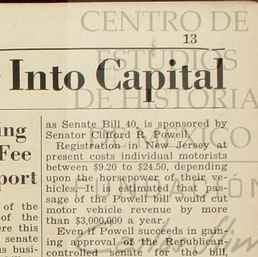 CENTRO DE
13
ESTUDIOS
Into Capital
DE HISTORIA
as Senate Bill 40, is sponsored by
Senator Clifford R. Powell.
Registration in New Jersey at
present costs individual motorists
between $9.20 to $24.50, depending
upon the horsepower of their ve-
hicles. It is estimated that pas-
sage of the Powell bill would cut
motor vehicle revenue by more
than $3,000,000 a year.
Even if Powell succeeds in gain-
ing approval of the Republican-
controlled senate for the bill,
ing
Fee
port
of the
of the
re this
senate
busi-
MÉXICO
FUNDACIÓN